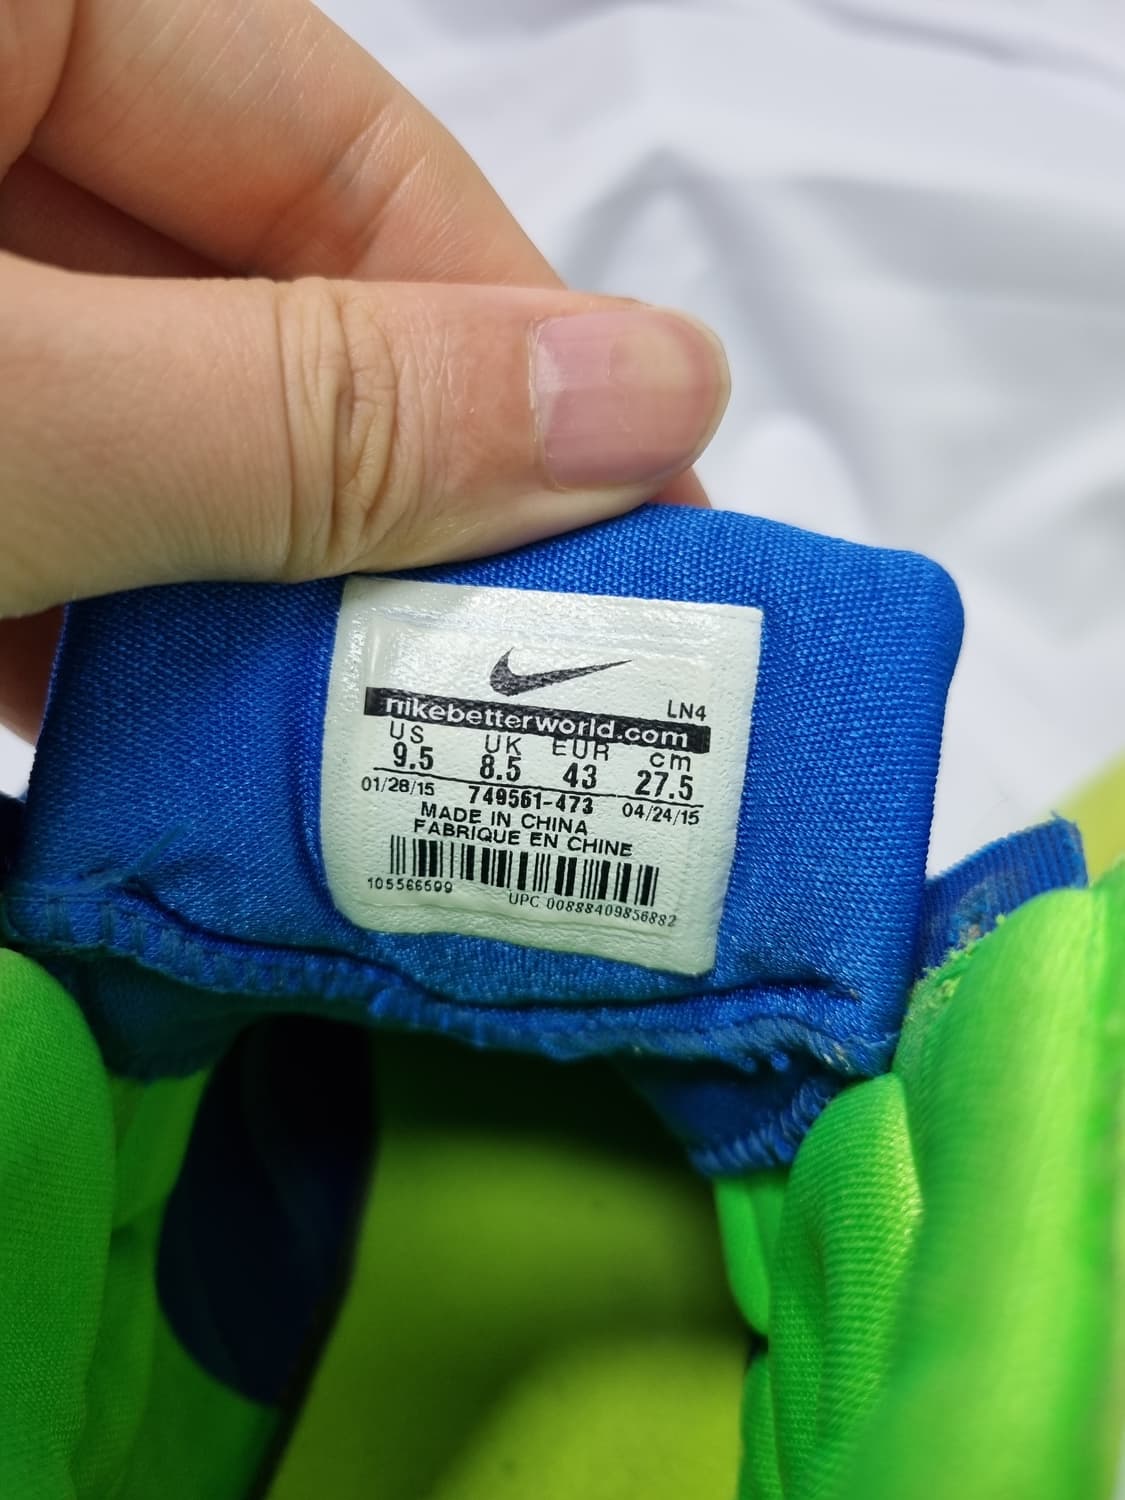 LN4
nikebetterworld.com
US UK EUR cm
9.5 8.5 43 27.5
01/28/15 749561-473 04/24/15
MADE IN CHINA
FABRIQUE EN CHINE
105566599
UPC 00888409856882